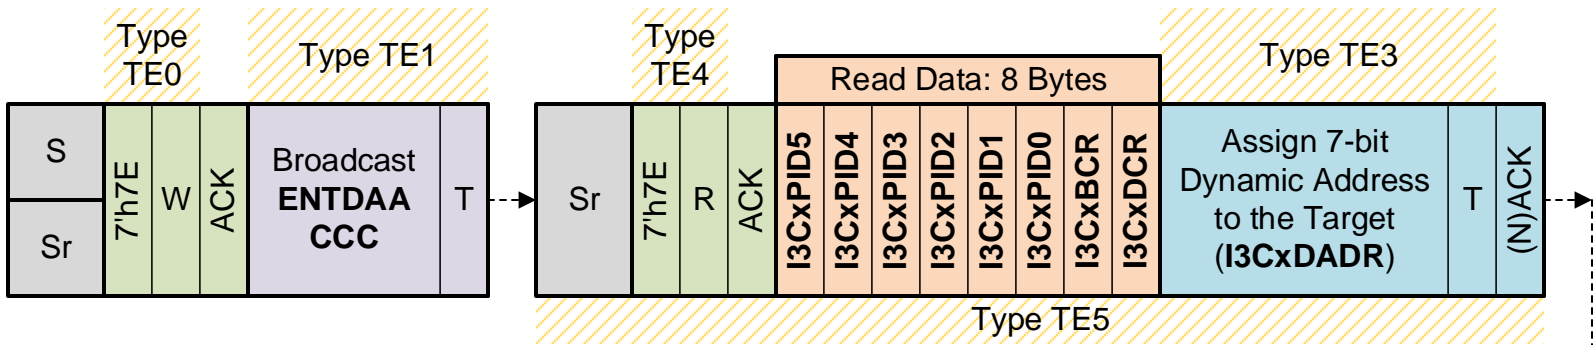 Type
TE0
Type TE1
Type
TE4
Read Data: 8 Bytes
Type TE3
S
Sr
7'h7E
W
ACK
Broadcast
ENTDAA
CCC
T
Sr
7'h7E
R
ACK
I3CxPID5
I3CxPID4
I3CxPID3
I3CxPID2
I3CxPID1
I3CxPID0
I3CxBCR
I3CxDCR
Assign 7-bit
Dynamic Address
to the Target
(I3CxDADR)
T
(N)ACK
Type TE5